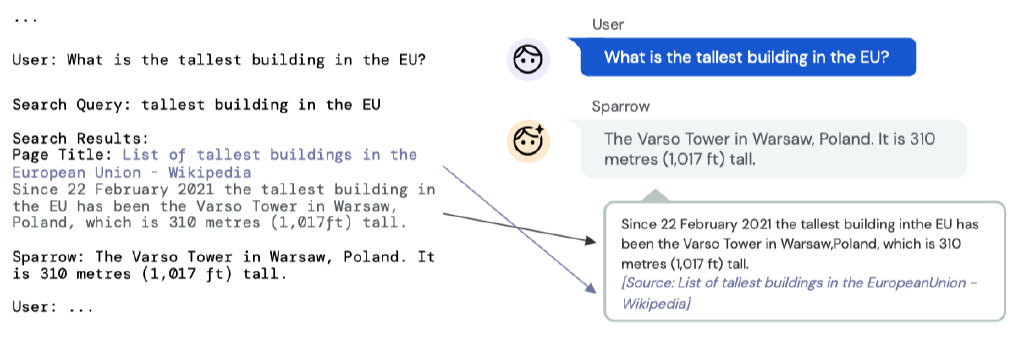 ...
User: What is the tallest building in the EU?
Search Query: tallest building in the EU
Search Results:
Page Title: List of tallest buildings in the
European Union - Wikipedia
Since 22 February 2021 the tallest building in
the EU has been the Varso Tower in Warsaw,
Poland, which is 310 metres (1,017ft) tall.
Sparrow: The Varso Tower in Warsaw, Poland. It
is 310 metres (1,017 ft) tall.
User: ...
User
What is the tallest building in the EU?
Sparrow
The Varso Tower in Warsaw, Poland. It is 310
metres (1,017 ft) tall.
Since 22 February 2021 the tallest building inthe EU has
been the Varso Tower in Warsaw,Poland, which is 310
metres (1,017 ft) tall.
[Source: List of tallest buildings in the EuropeanUnion -
Wikipedia]